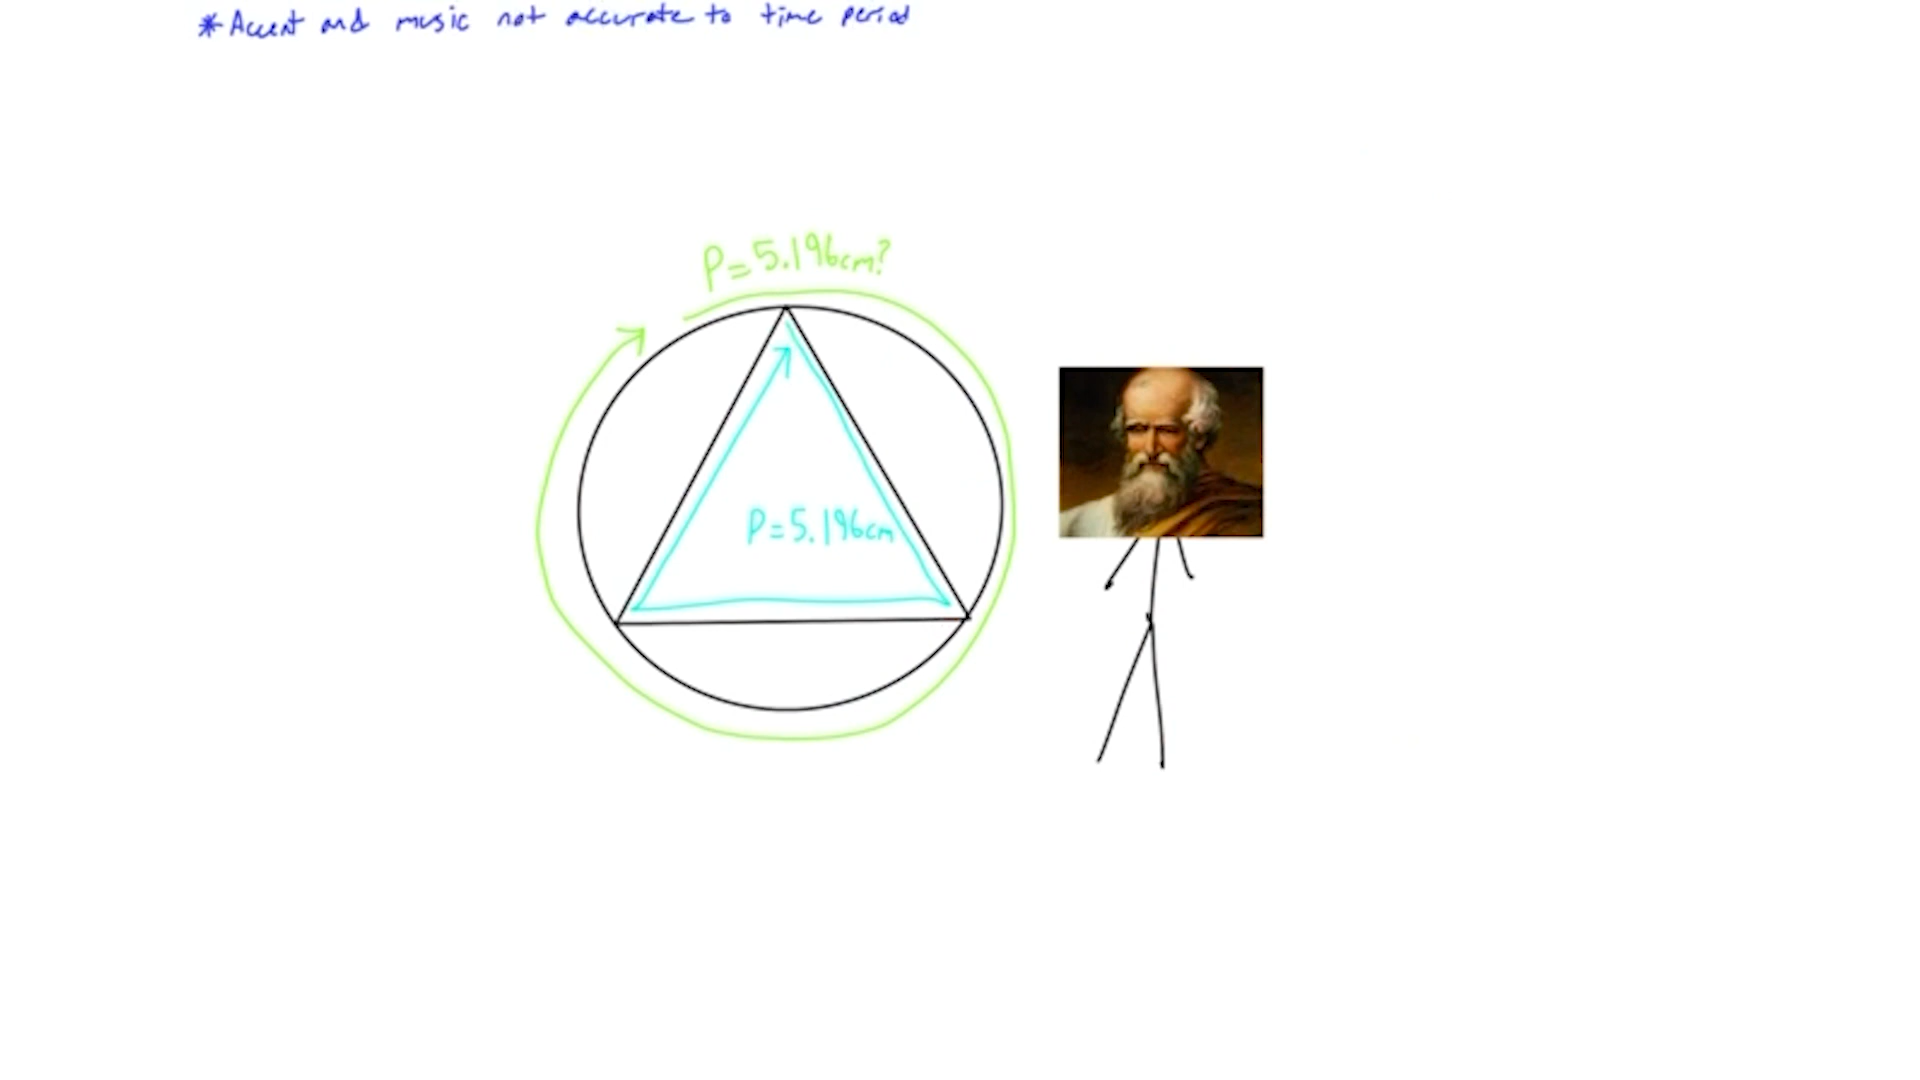 *Accent and music not accurate to time period
P=5.196cm?
P=5.196cm